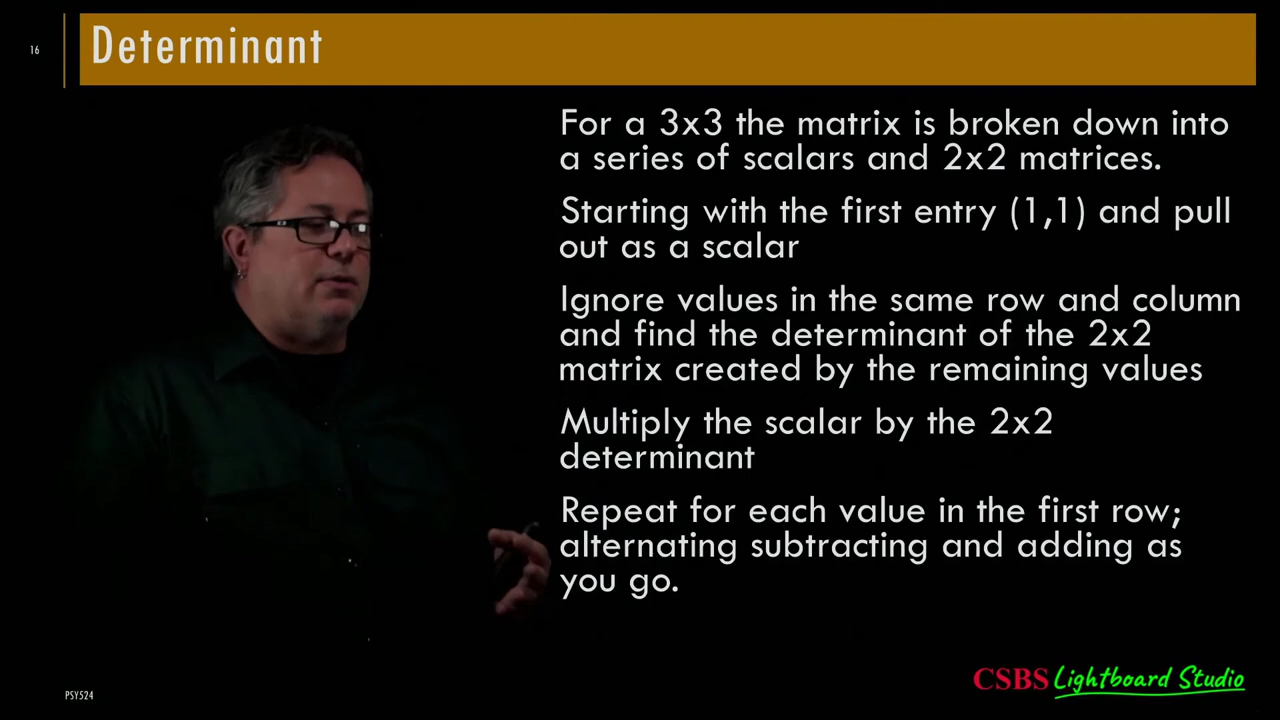 16
Determinant
For a 3x3 the matrix is broken down into
a series of scalars and 2x2 matrices.
Starting with the first entry (1,1) and pull
out as a scalar
Ignore values in the same row and column
and find the determinant of the 2x2
matrix created by the remaining values
Multiply the scalar by the 2x2
determinant
Repeat for each value in the first row;
alternating subtracting and adding as
you go.
PSY524
CSBS Lightboard Studio